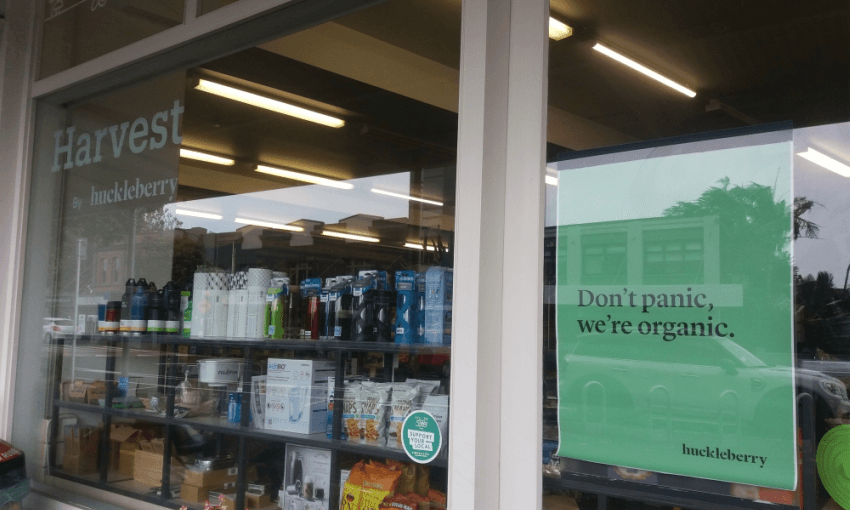 Harvest
By huckleberry
Don't panic,
we're organic.
huckleberry
SUPPORT
YOUR
LOCAL